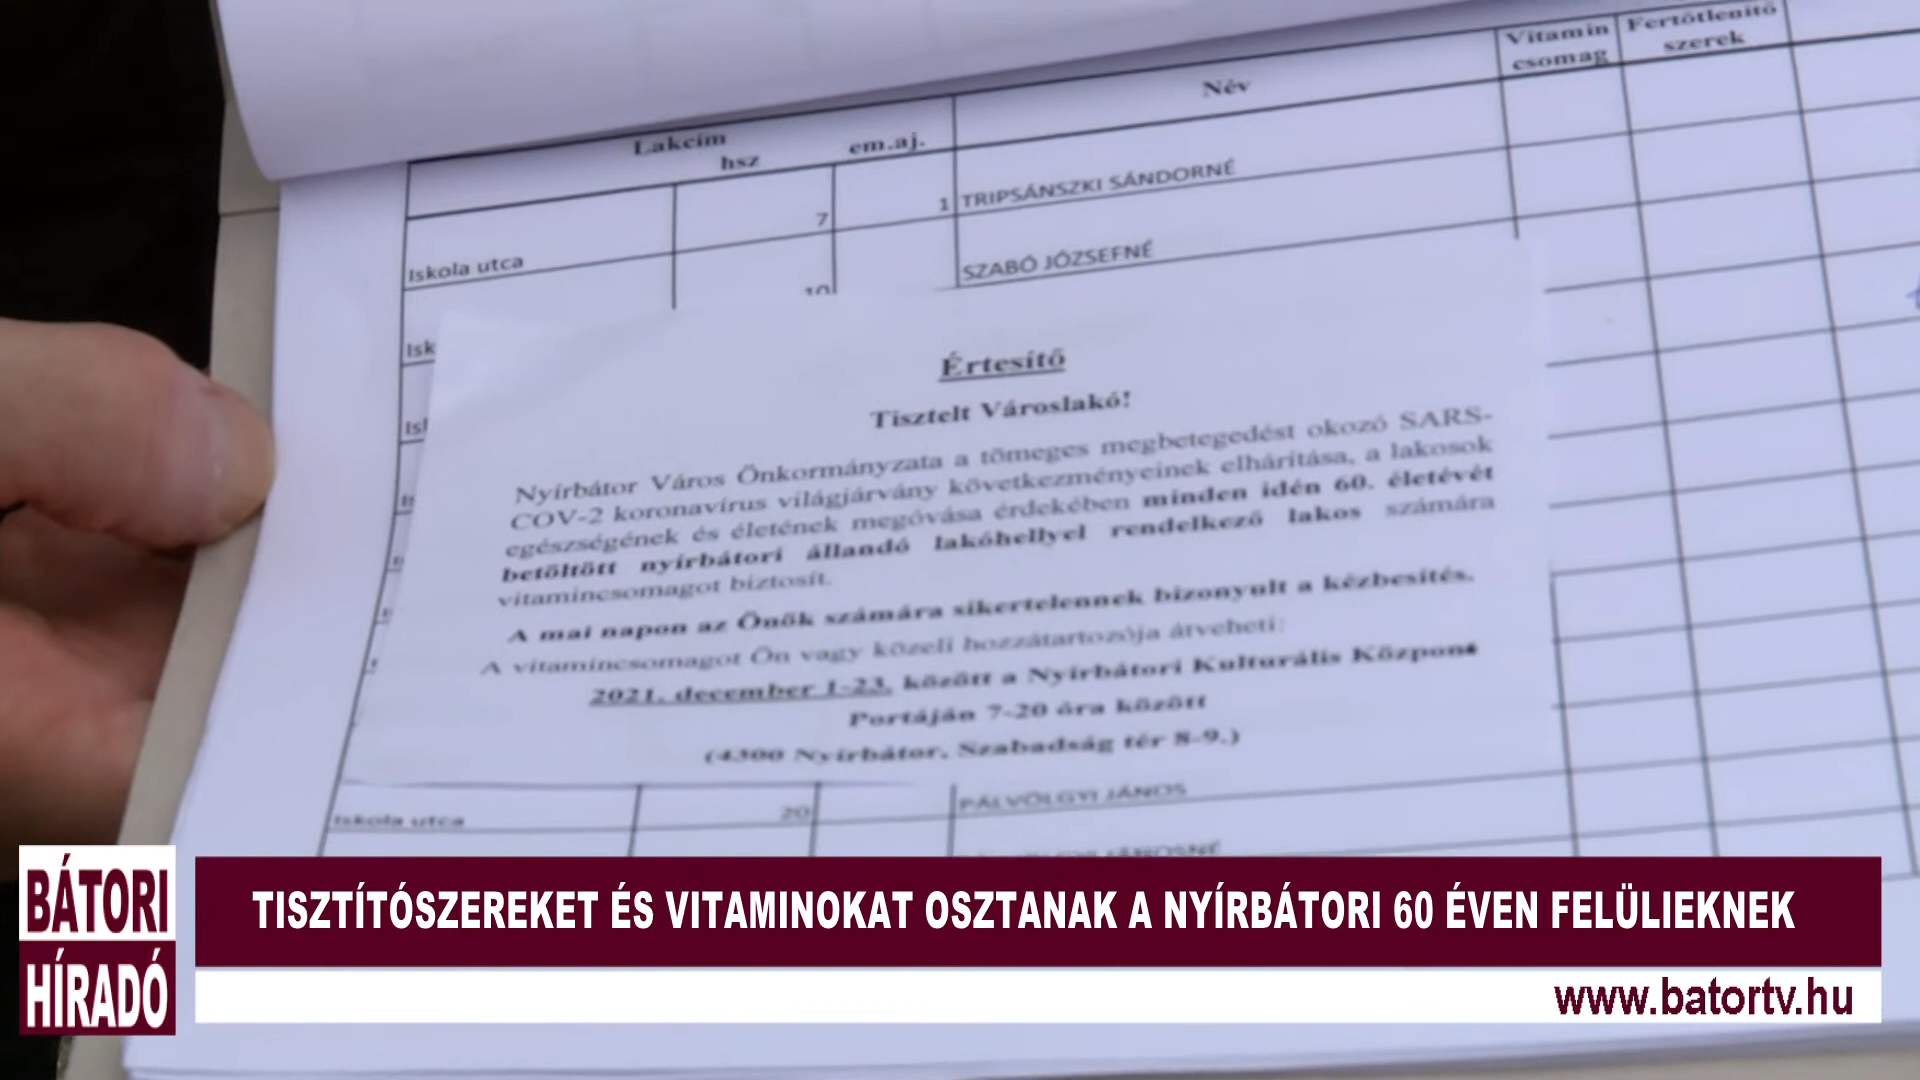 Vitamin Fertőtlenítő
csomag szerek
Név
Lakcím
hsz em.aj.
7 1 TRIPSÁNSZKI SÁNDORNÉ
Iskola utca
SZABÓ JÓZSEFNÉ
10
Isk
Értesítő
Tisztelt Városlakó!
Nyírbátor Város Önkormányzata a tömeges megbetegedést okozó SARS-
COV-2 koronavírus világjárvány következményeinek elhárítása, a lakosok
egészségének és életének megóvása érdekében minden idén 60. életévét
betöltött nyírbátori állandó lakóhellyel rendelkező lakos számára
vitamincsomagot biztosít.
A mai napon az Önök számára sikertelennek bizonyult a kézbesítés.
A vitamincsomagot Ön vagy közeli hozzátartozója átveheti:
2021. december 1-23. között a Nyírbátori Kulturális Központ
Portáján 7-20 óra között
(4300 Nyírbátor, Szabadság tér 8-9.)
Iskola utca 20 PÁLVÖLGYI JÁNOS
BÁTORI
HÍRADÓ
TISZTÍTÓSZEREKET ÉS VITAMINOKAT OSZTANAK A NYÍRBÁTORI 60 ÉVEN FELÜLIEKNEK
www.batortv.hu